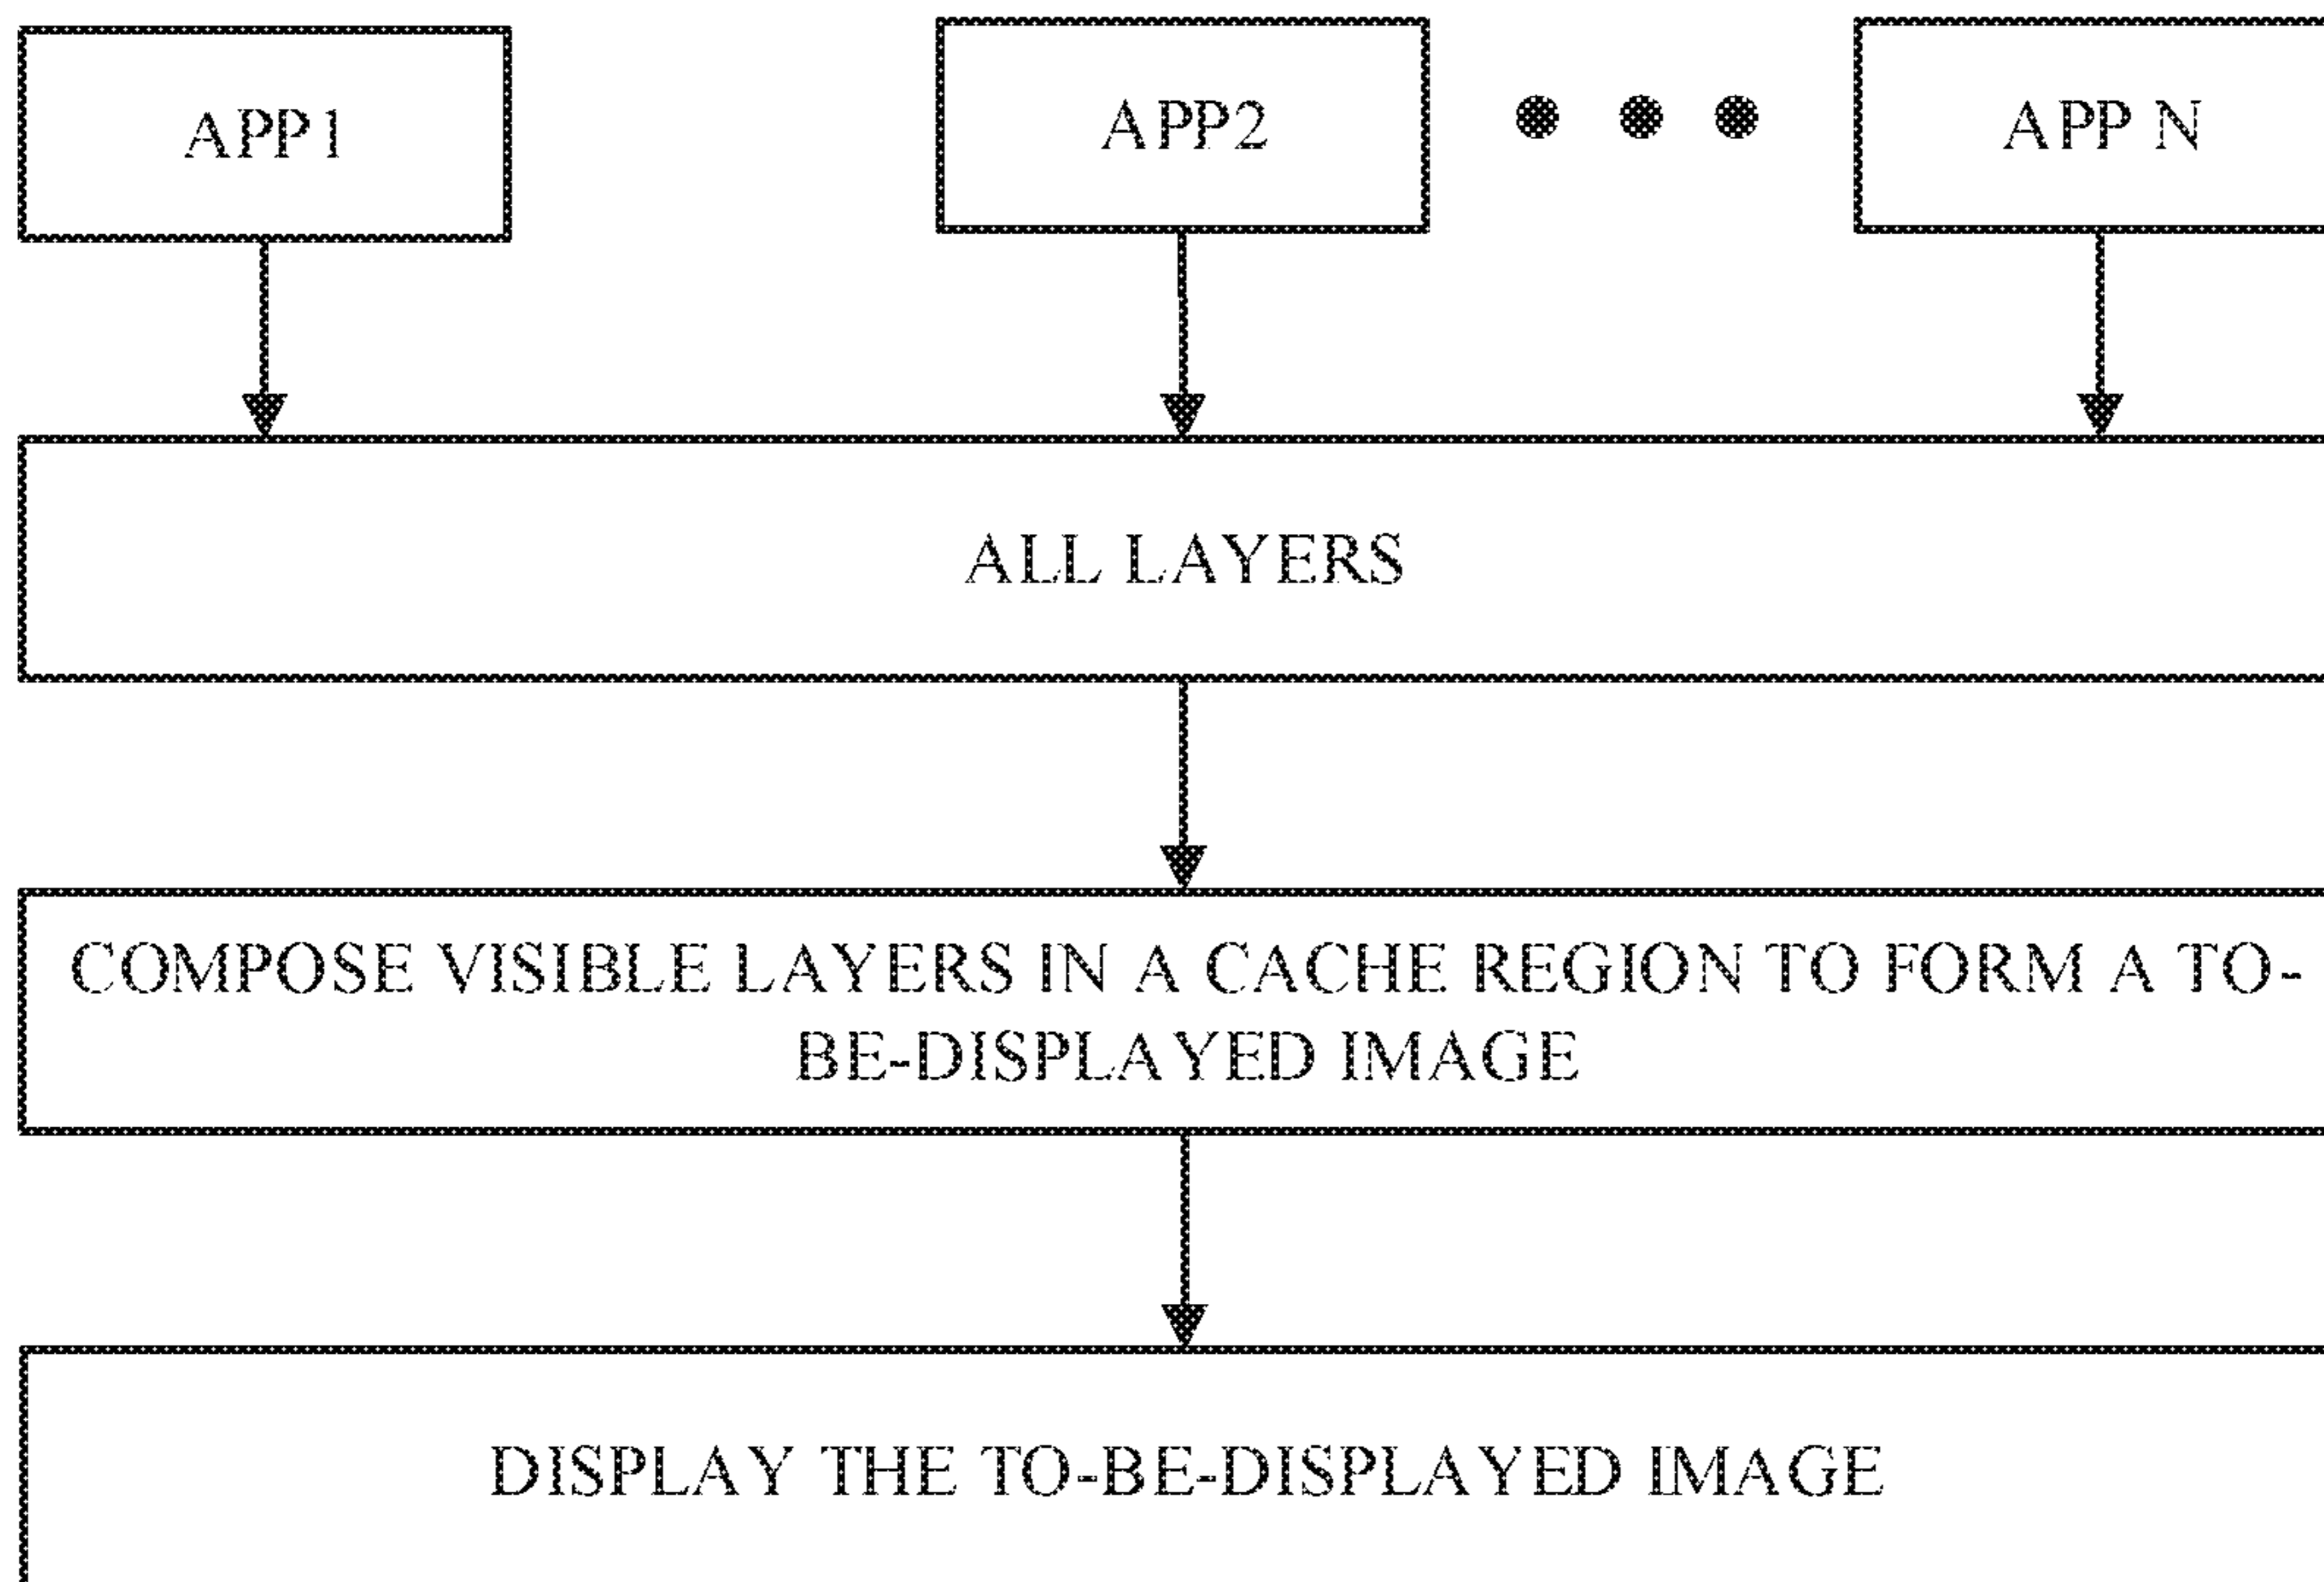 APP1
APP2
APP N
ALL LAYERS
COMPOSE VISIBLE LAYERS IN A CACHE REGION TO FORM A TO-
BE-DISPLAYED IMAGE
DISPLAY THE TO-BE-DISPLAYED IMAGE